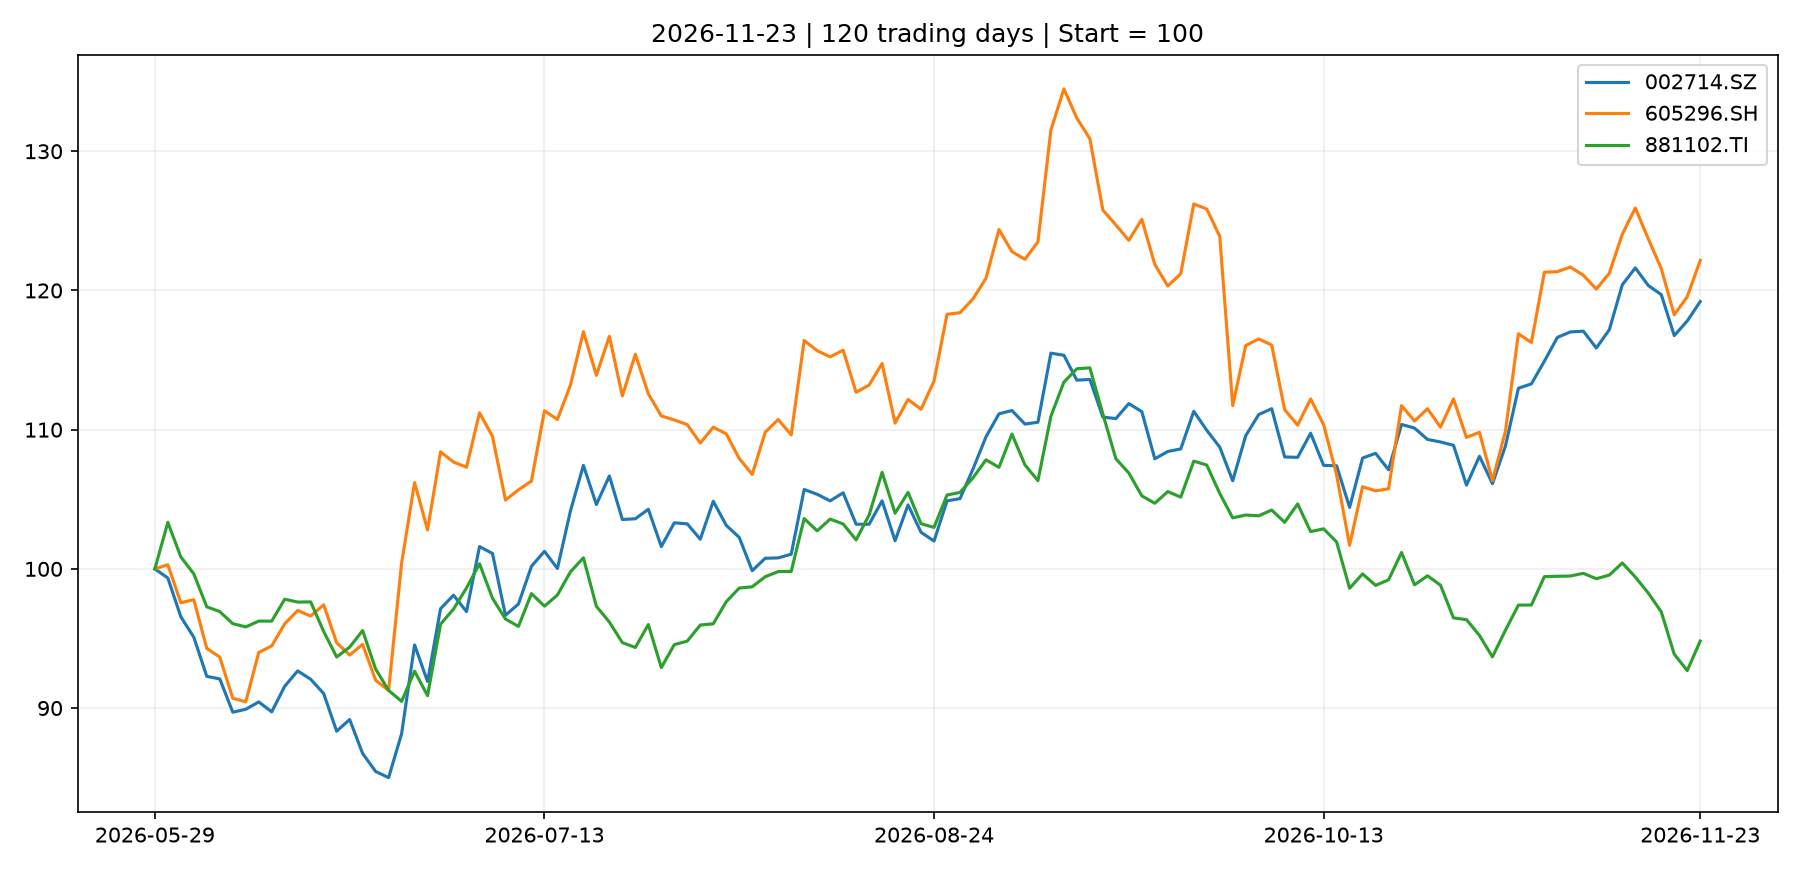 2026-11-23 | 120 trading days | Start = 100
002714.SZ
605296.SH
881102.TI
130
120
110
100
90
2026-05-29
2026-07-13
2026-08-24
2026-10-13
2026-11-23